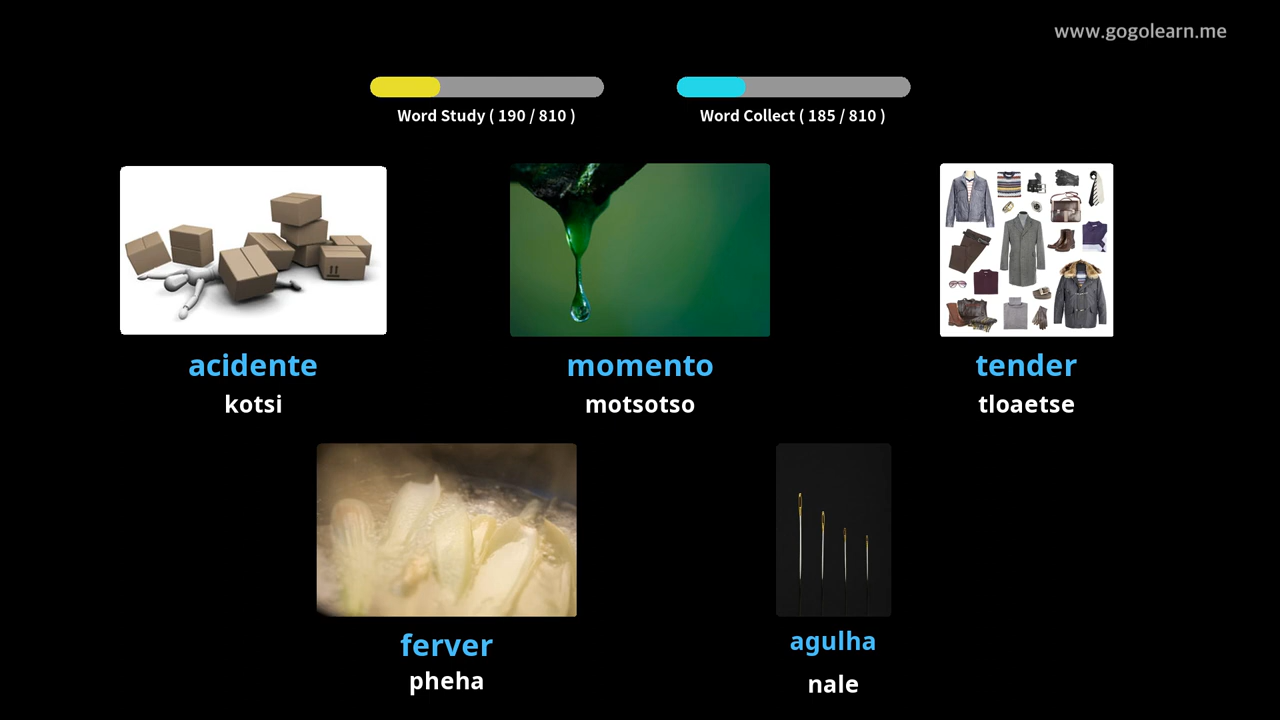 www.gogolearn.me
Word Study ( 190 / 810 )
Word Collect ( 185 / 810 )
acidente
kotsi
momento
motsotso
tender
tloaetse
ferver
pheha
agulha
nale